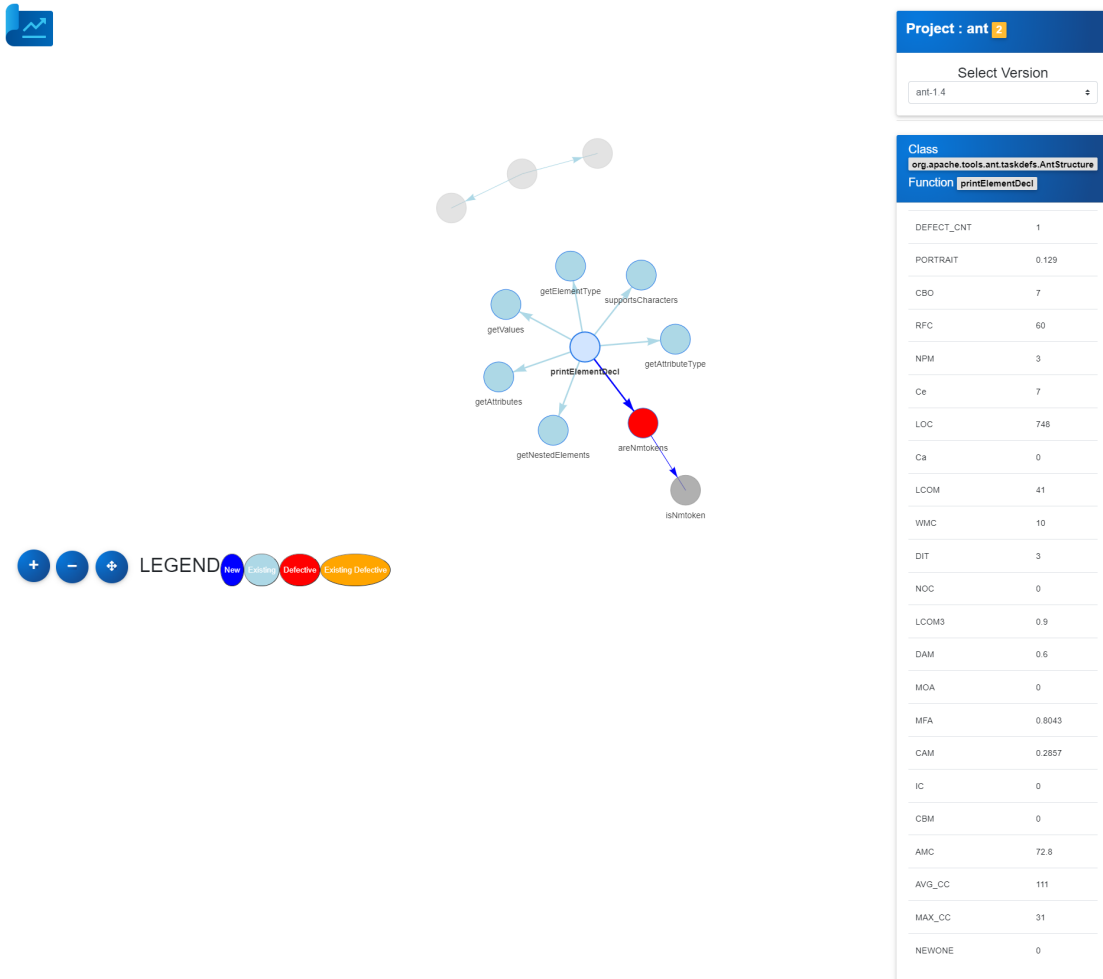 Project : ant 2
Select Version
ant-1.4
Class
org.apache.tools.ant.taskdefs.AntStructure
Function printElementDecl
DEFECT_CNT 1
PORTRAIT 0.129
CBO 7
RFC 60
NPM 3
Ce 7
LOC 748
Ca 0
LCOM 41
WMC 10
DIT 3
NOC 0
LCOM3 0.9
DAM 0.6
MOA 0
MFA 0.8043
CAM 0.2857
IC 0
CBM 0
AMC 72.8
AVG_CC 111
MAX_CC 31
NEWONE 0
getElementType
supportsCharacters
getValues
getAttributeType
printElementDecl
getAttributes
areNmtokens
getNestedElements
isNmtoken
+ − LEGEND New Existing Defective Existing Defective